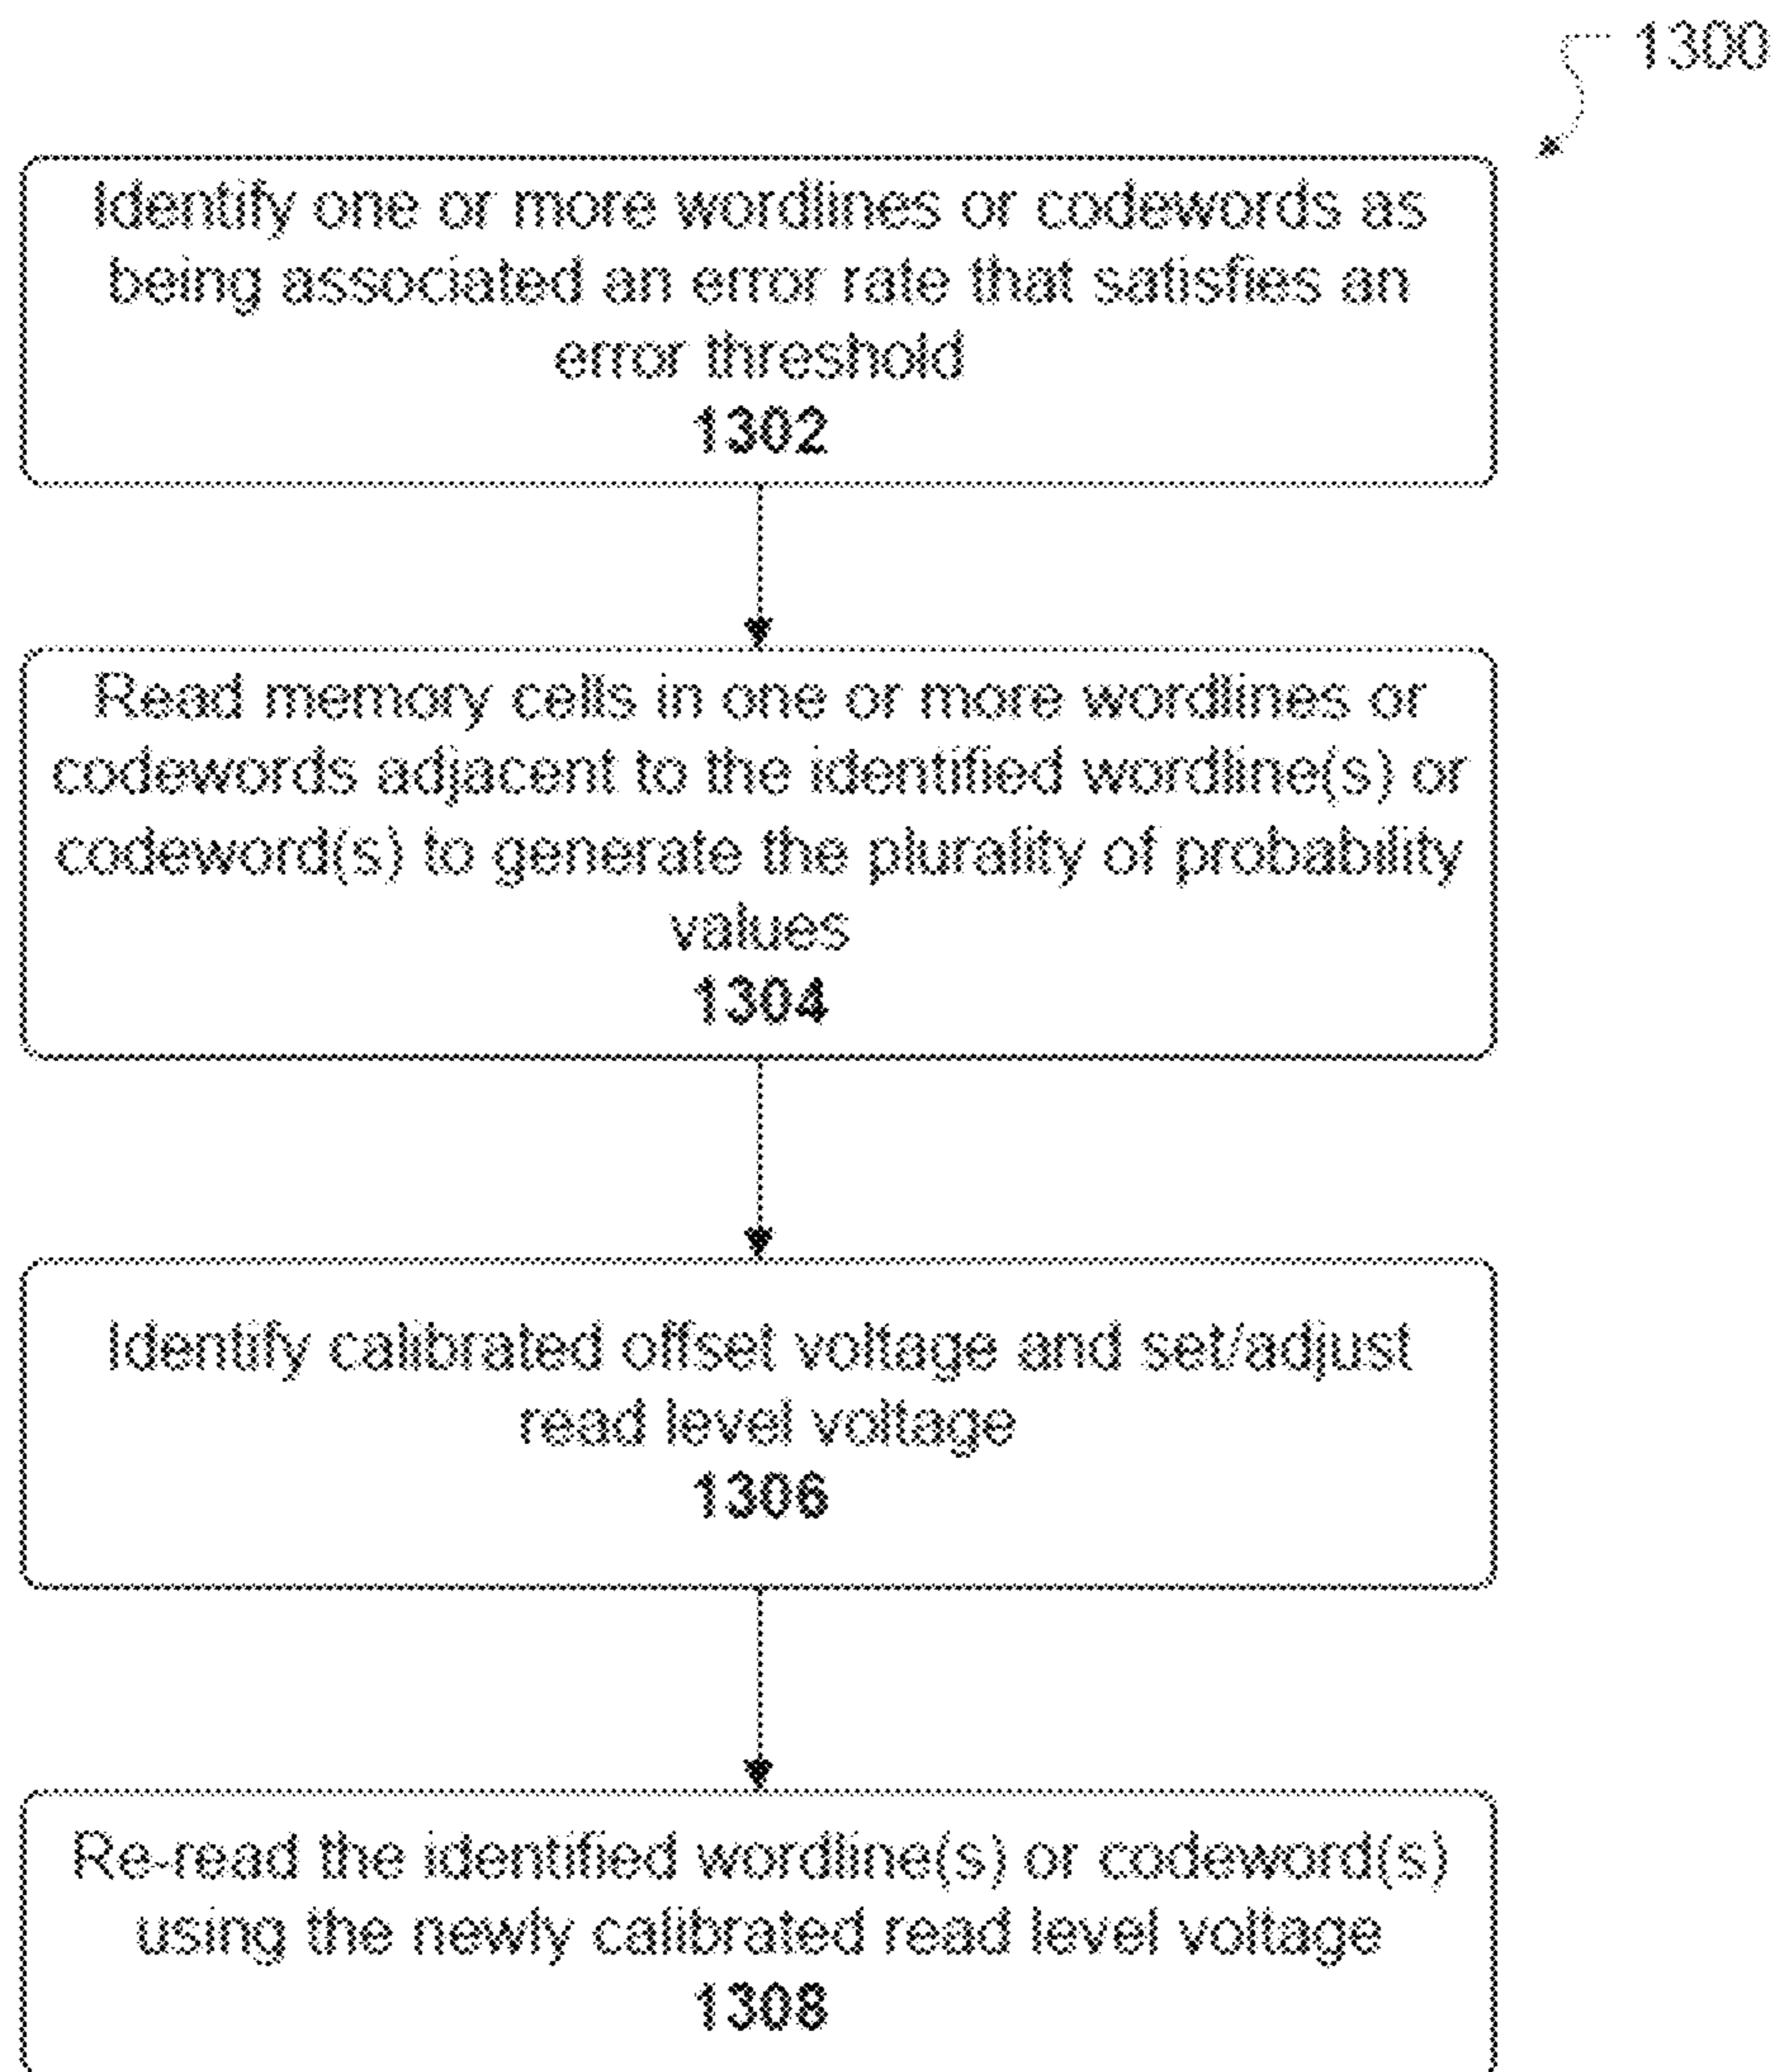 1300
Identify one or more wordlines or codewords as
being associated an error rate that satisfies an
error threshold
1302
Read memory cells in one or more wordlines or
codewords adjacent to the identified wordline(s) or
codeword(s) to generate the plurality of probability
values
1304
Identify calibrated offset voltage and set/adjust
read level voltage
1306
Re-read the identified wordline(s) or codeword(s)
using the newly calibrated read level voltage
1308